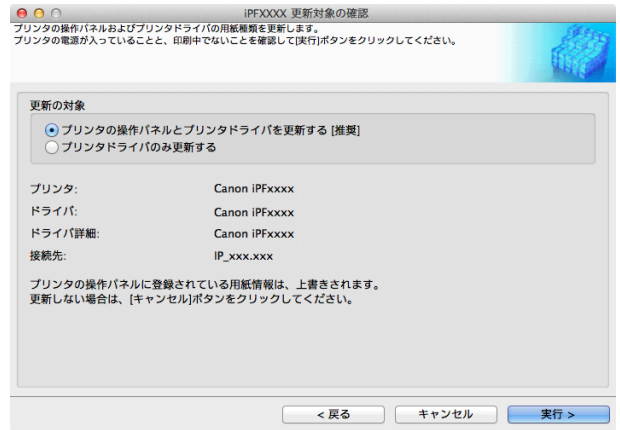 iPFXXXX 更新対象の確認
プリンタの操作パネルおよびプリンタドライバの用紙種類を更新します。
プリンタの電源が入っていることと、印刷中でないことを確認して[実行]ボタンをクリックしてください。
更新の対象
プリンタの操作パネルとプリンタドライバを更新する [推奨]
プリンタドライバのみ更新する
プリンタ: Canon iPFxxxx
ドライバ: Canon iPFxxxx
ドライバ詳細: Canon iPFxxxx
接続先: IP_xxx.xxx
プリンタの操作パネルに登録されている用紙情報は、上書きされます。
更新しない場合は、[キャンセル]ボタンをクリックしてください。
< 戻る キャンセル 実行 >